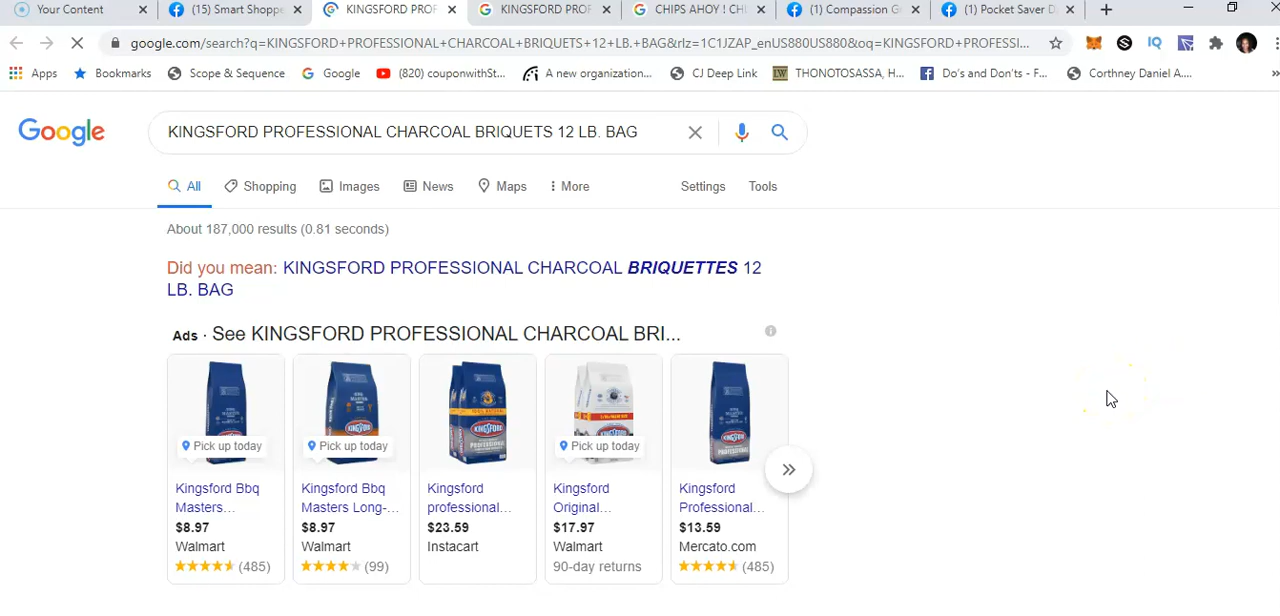 Your Content
(15) Smart Shoppe
KINGSFORD PROF
KINGSFORD PROF
CHIPS AHOY ! CH
(1) Compassion G
(1) Pocket Saver D
google.com/search?q=KINGSFORD+PROFESSIONAL+CHARCOAL+BRIQUETS+12+LB.+BAG&rlz=1C1JZAP_enUS880US880&oq=KINGSFORD+PROFESSI...
Apps
Bookmarks
Scope & Sequence
Google
(820) couponwithSt...
A new organization...
CJ Deep Link
THONOTOSASSA, H...
Do's and Don'ts - F...
Corthney Daniel A....
Google
KINGSFORD PROFESSIONAL CHARCOAL BRIQUETS 12 LB. BAG
All
Shopping
Images
News
Maps
More
Settings
Tools
About 187,000 results (0.81 seconds)
Did you mean: KINGSFORD PROFESSIONAL CHARCOAL BRIQUETTES 12
LB. BAG
Ads · See KINGSFORD PROFESSIONAL CHARCOAL BRI...
KINGSFORD
Pick up today
Kingsford Bbq
Masters...
$8.97
Walmart
(485)
KINGSFORD
Pick up today
Kingsford Bbq
Masters Long-...
$8.97
Walmart
(99)
KINGSFORD
PROFESSIONAL
Kingsford
professional...
$23.59
Instacart
KINGSFORD
Pick up today
Kingsford
Original...
$17.97
Walmart
90-day returns
KINGSFORD
PROFESSIONAL
Kingsford
Professional...
$13.59
Mercato.com
(485)